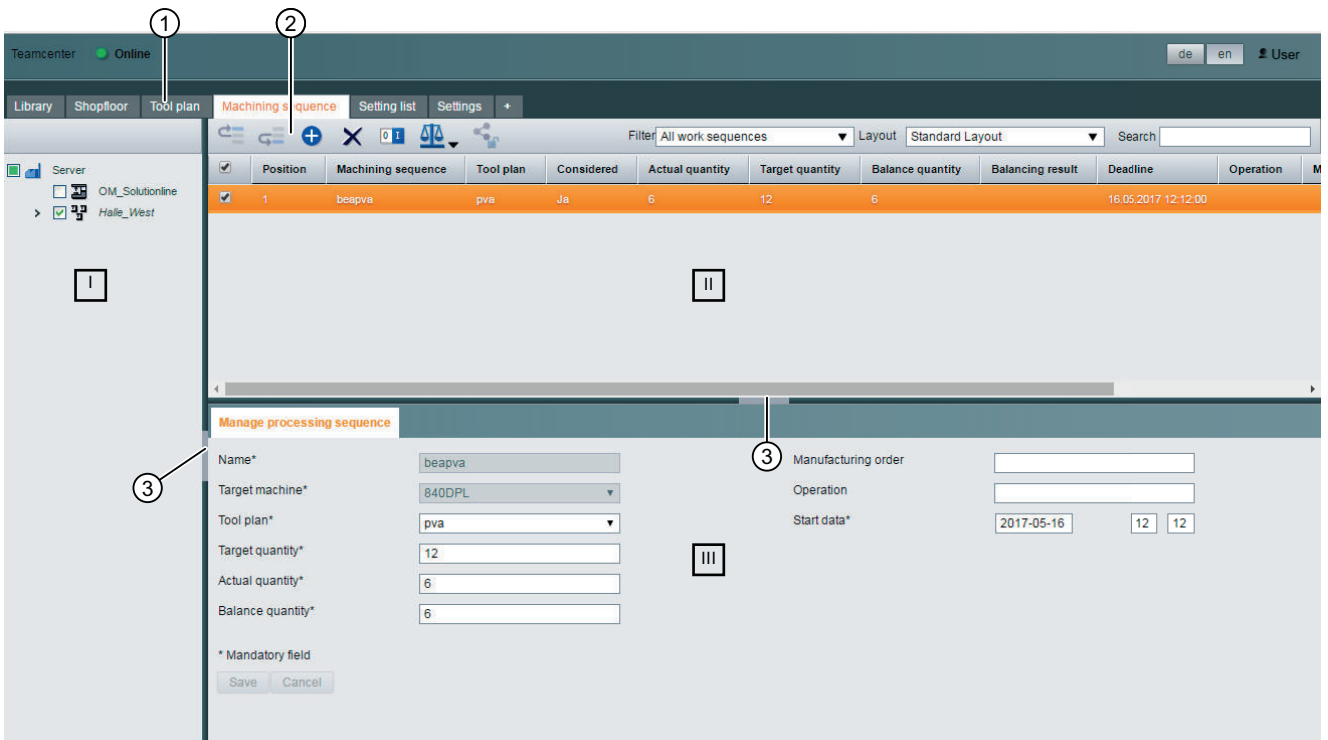 1 2
Teamcenter Online de en User
Library Shopfloor Tool plan Machining sequence Setting list Settings +
0 I Filter All work sequences Layout Standard Layout Search
Server
OM_Solutionline
Halle_West
Position Machining sequence Tool plan Considered Actual quantity Target quantity Balance quantity Balancing result Deadline Operation M
1 beapva pva Ja 6 12 6 16.05.2017 12:12:00
I
II
Manage processing sequence
3
3
Name* beapva
Target machine* 840DPL
Tool plan* pva
Target quantity* 12
Actual quantity* 6
Balance quantity* 6
Manufacturing order
Operation
Start data* 2017-05-16 12 12
III
* Mandatory field
Save Cancel